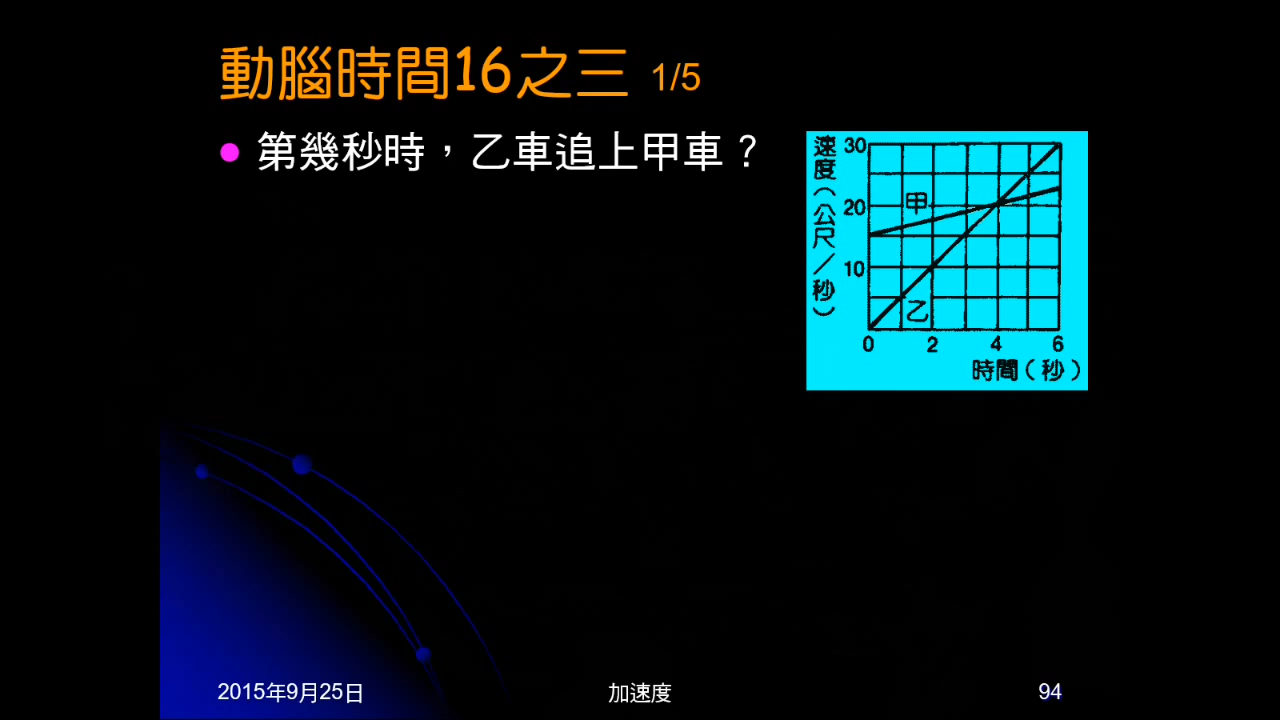 動腦時間16之三 1/5
第幾秒時，乙車追上甲車？
速度（公尺／秒）
30
20
10
甲
乙
0 2 4 6
時間（秒）
2015年9月25日 加速度 94